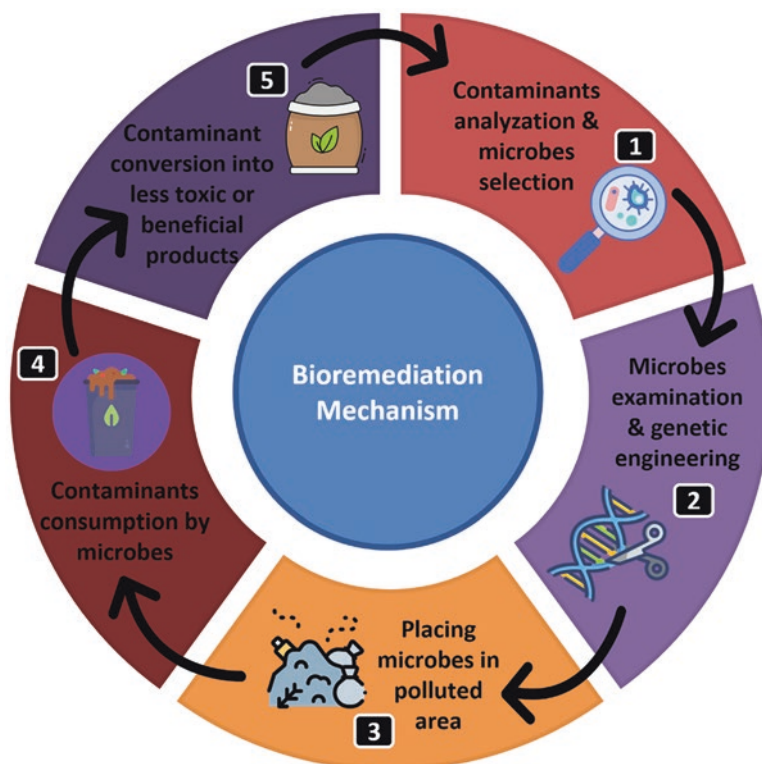 Bioremediation
Mechanism
1
Contaminants
analyzation &
microbes
selection
2
Microbes
examination
& genetic
engineering
3
Placing
microbes in
polluted
area
4
Contaminants
consumption by
microbes
5
Contaminant
conversion into
less toxic or
beneficial
products